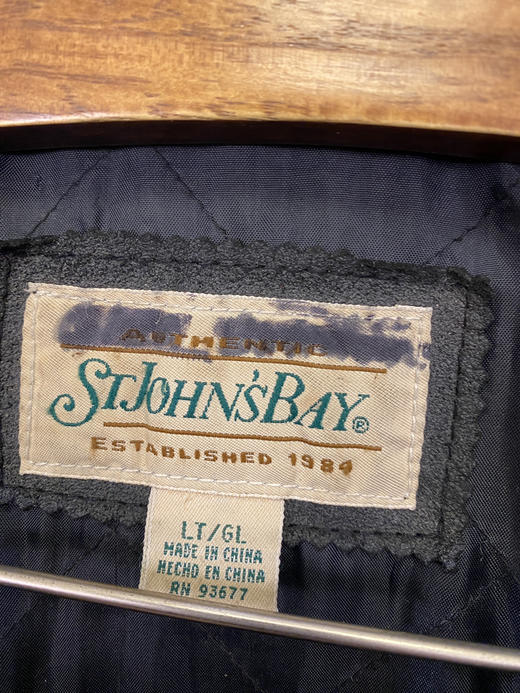 AUTHENTIC
ST. JOHN'S BAY®
ESTABLISHED 1984
LT/GL
MADE IN CHINA
HECHO EN CHINA
RN 93677